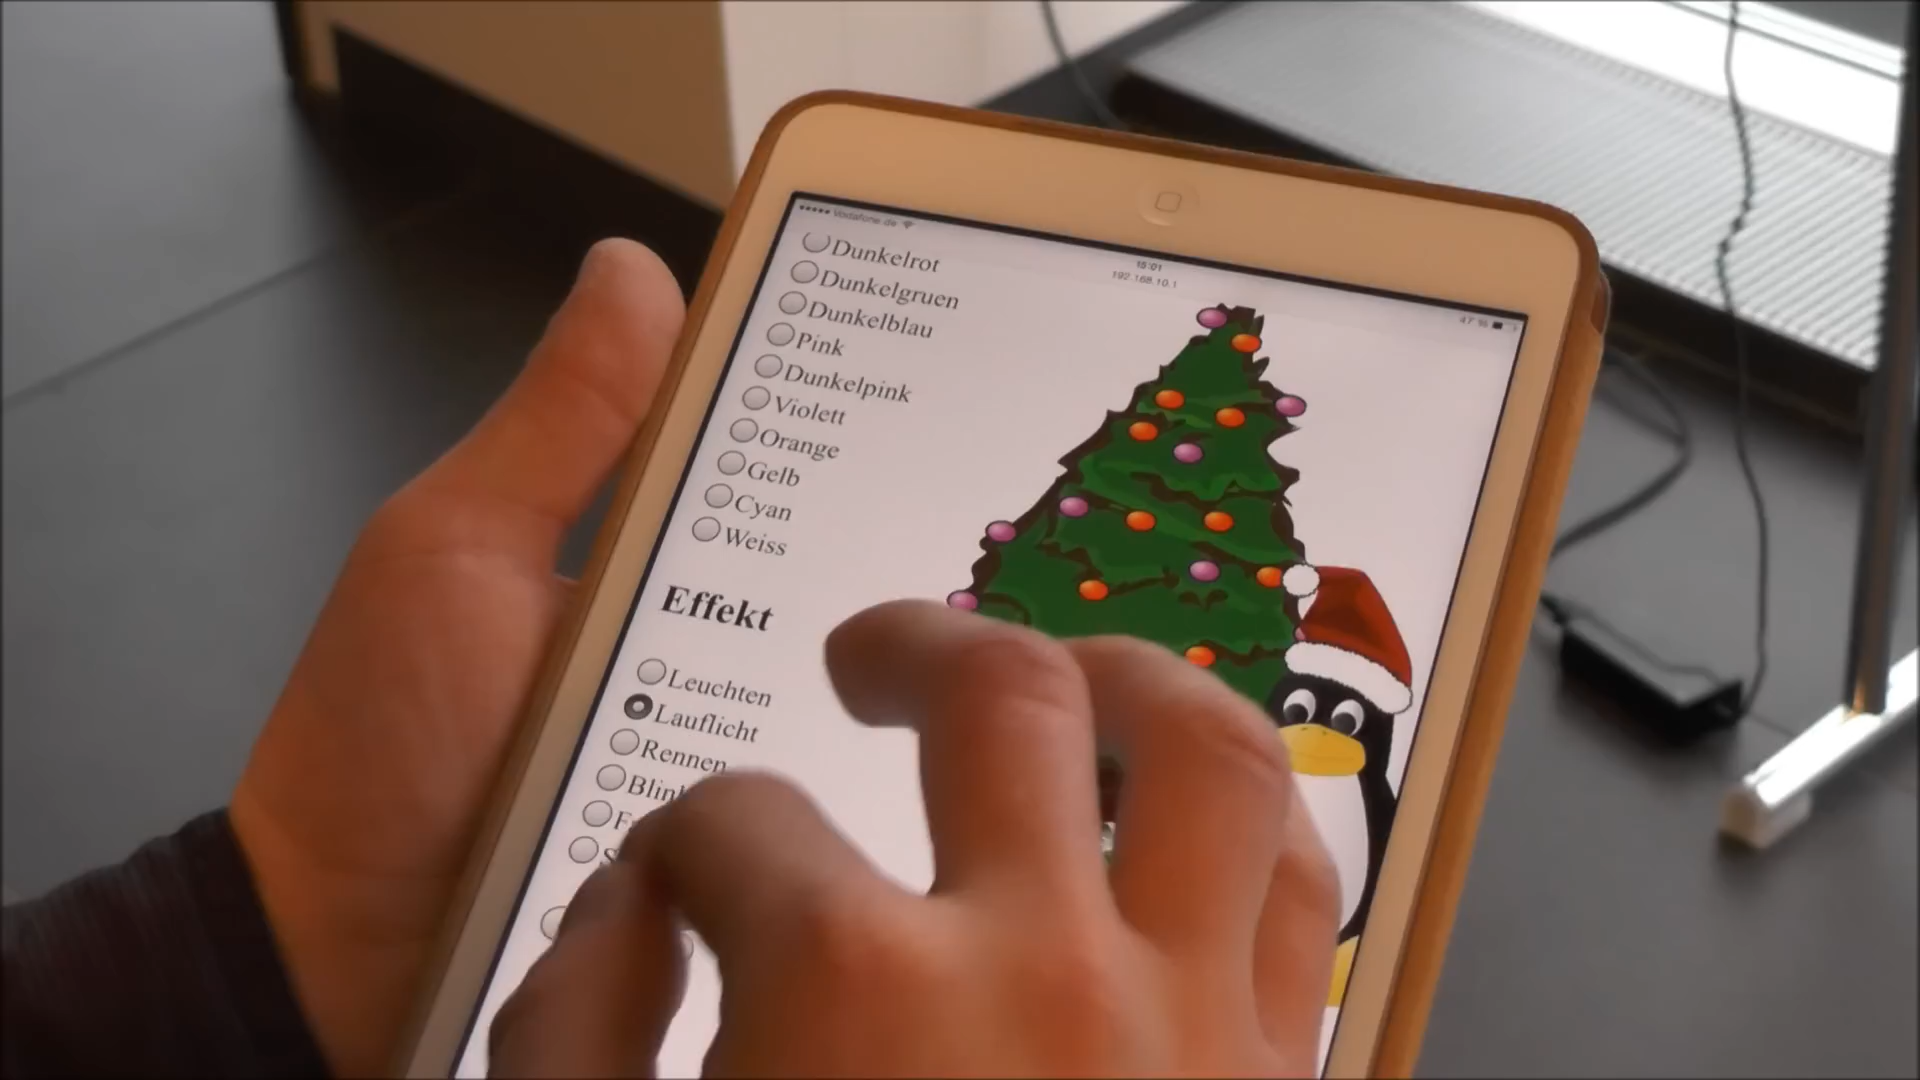 Vodafone.de
15:01
192.168.10.1
47 %
Dunkelrot
Dunkelgruen
Dunkelblau
Pink
Dunkelpink
Violett
Orange
Gelb
Cyan
Weiss
Effekt
Leuchten
Lauflicht
Rennen